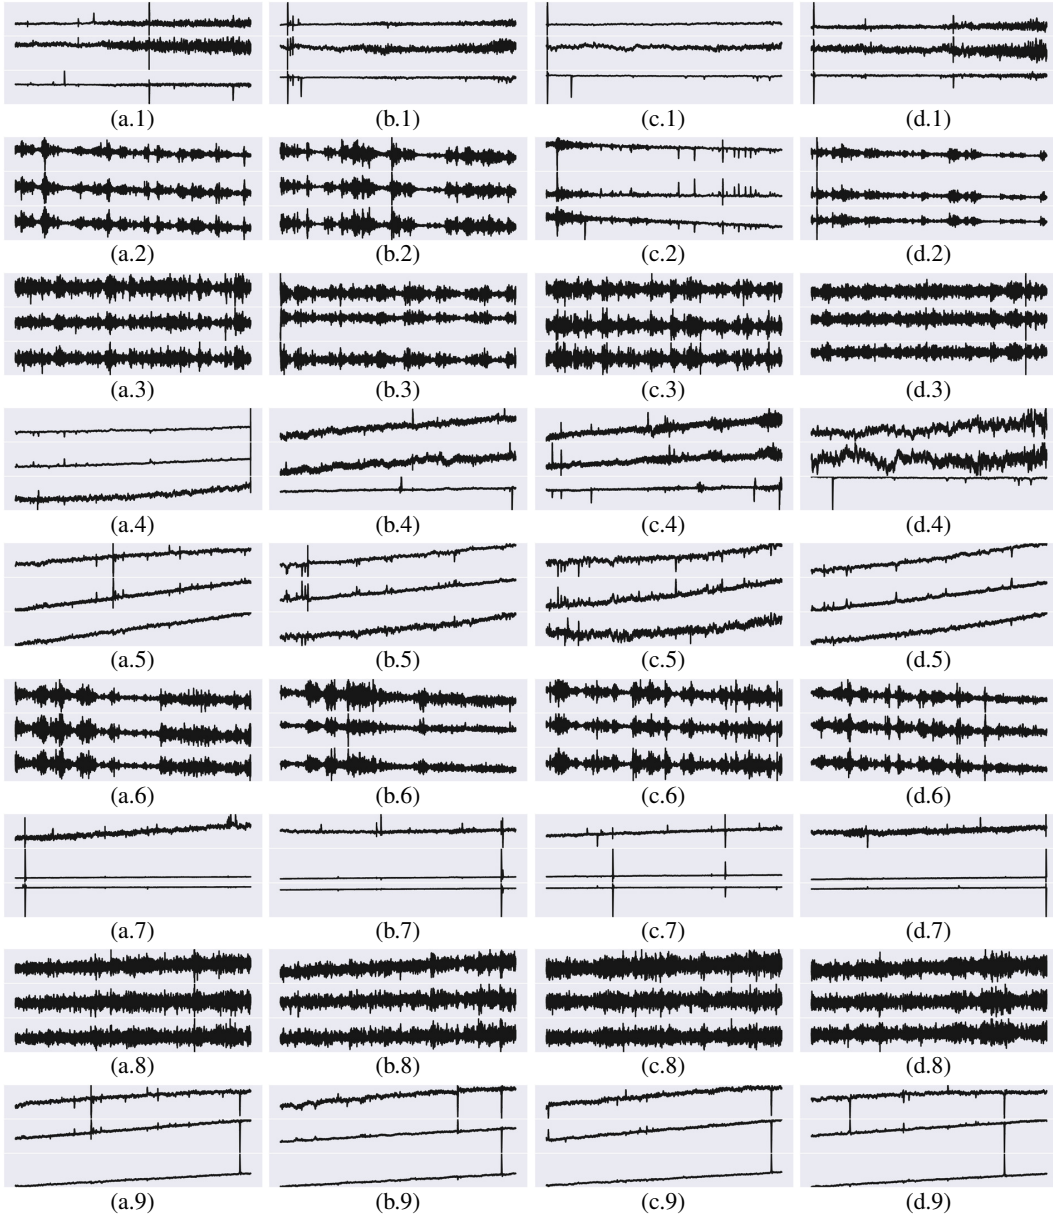 (a.1) (b.1) (c.1) (d.1)
(a.2) (b.2) (c.2) (d.2)
(a.3) (b.3) (c.3) (d.3)
(a.4) (b.4) (c.4) (d.4)
(a.5) (b.5) (c.5) (d.5)
(a.6) (b.6) (c.6) (d.6)
(a.7) (b.7) (c.7) (d.7)
(a.8) (b.8) (c.8) (d.8)
(a.9) (b.9) (c.9) (d.9)